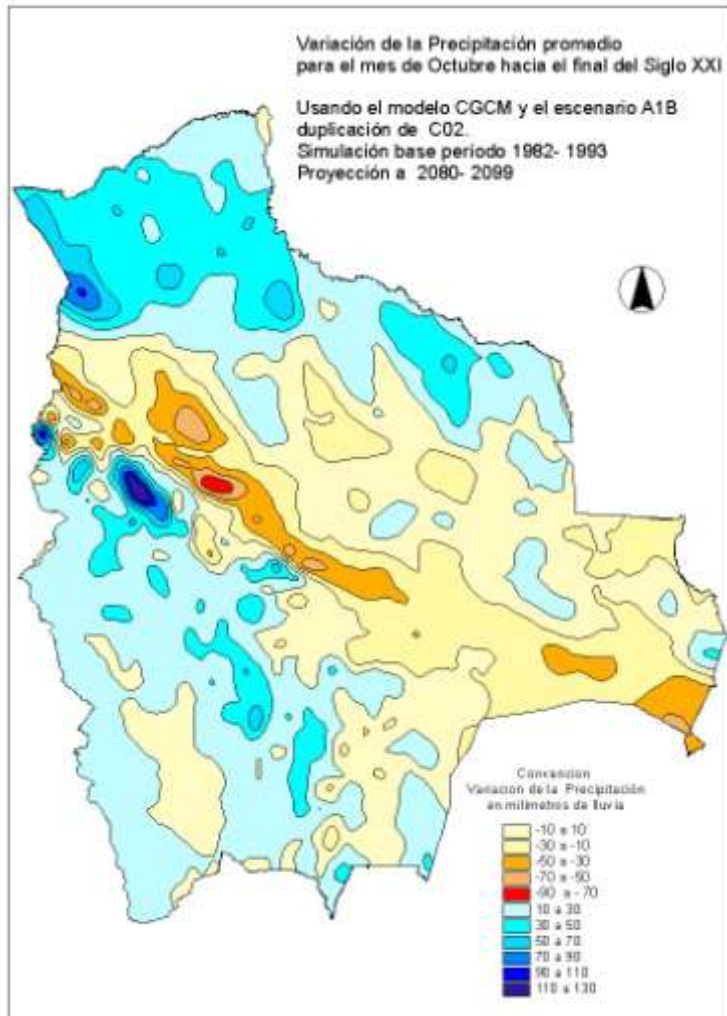 Variación de la Precipitación promedio
para el mes de Octubre hacia el final del Siglo XXI
Usando el modelo CGCM y el escenario A1B
duplicación de C02.
Simulación base periodo 1982- 1993
Proyección a 2080- 2099
Convencion
Variacion de la Precipitación
en milimetros de lluvia
-10 a 10
-30 a -10
-50 a -30
-70 a -50
-90 a -70
10 a 30
30 a 50
50 a 70
70 a 90
90 a 110
110 a 130